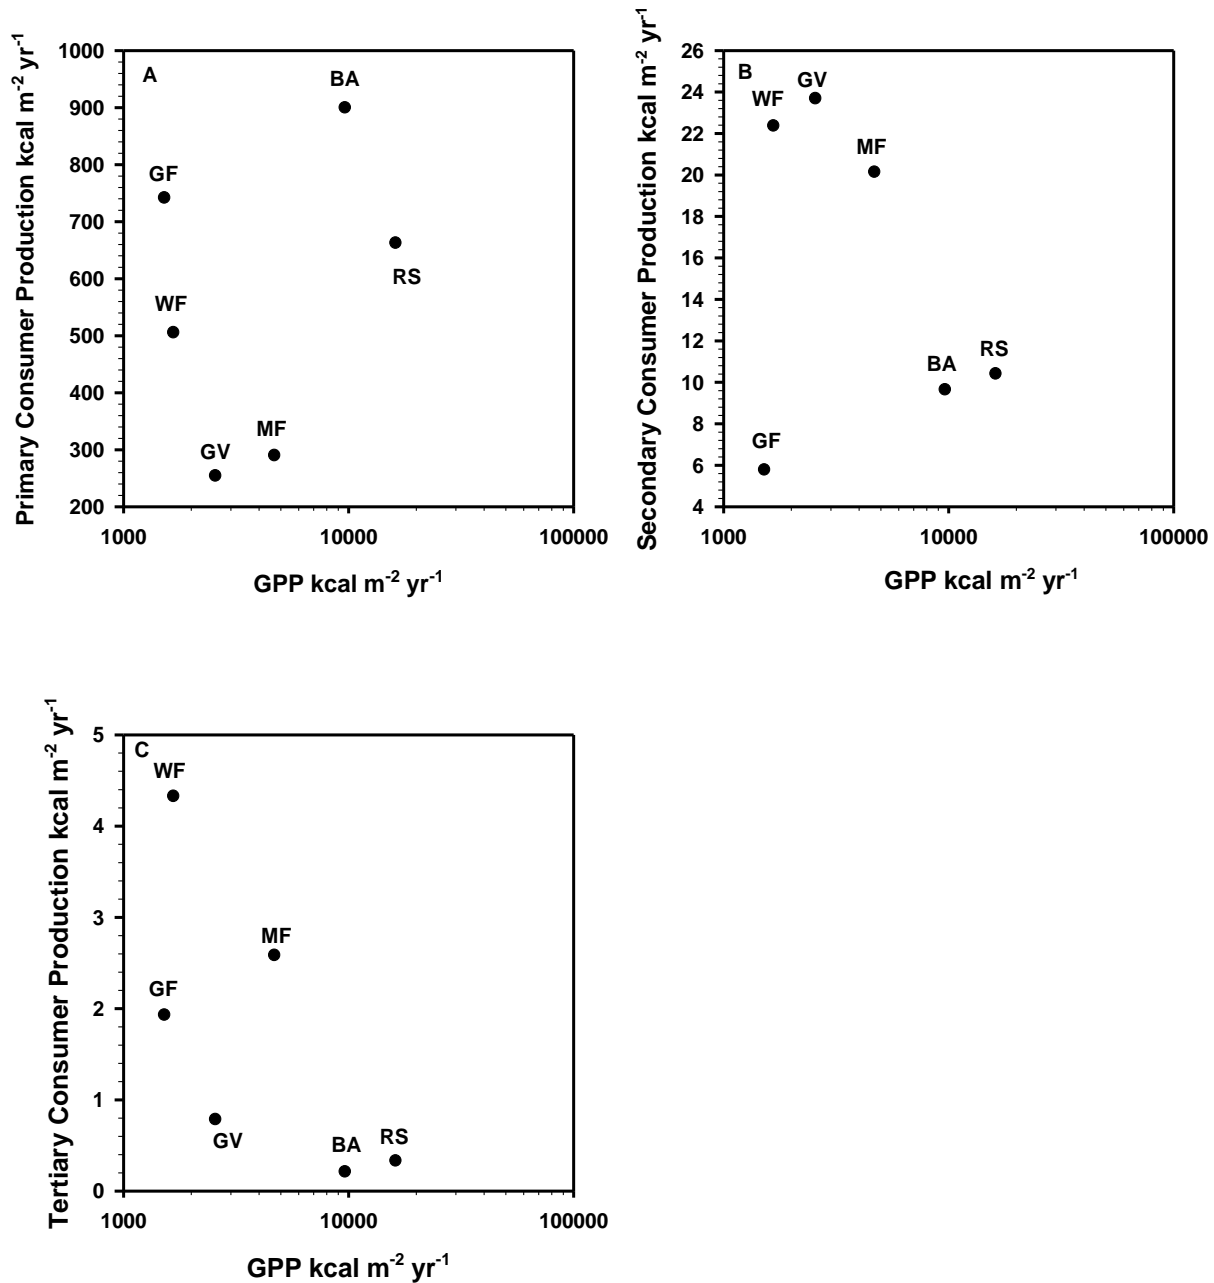 Primary Consumer Production kcal m-2 yr-1
1000
900
800
700
600
500
400
300
200
A
BA
GF
RS
WF
MF
GV
1000 10000 100000
GPP kcal m-2 yr-1
Secondary Consumer Production kcal m-2 yr-1
26
24
22
20
18
16
14
12
10
8
6
4
B
GV
WF
MF
RS
BA
GF
1000 10000 100000
GPP kcal m-2 yr-1
Tertiary Consumer Production kcal m-2 yr-1
5
4
3
2
1
0
C
WF
MF
GF
GV
BA
RS
1000 10000 100000
GPP kcal m-2 yr-1